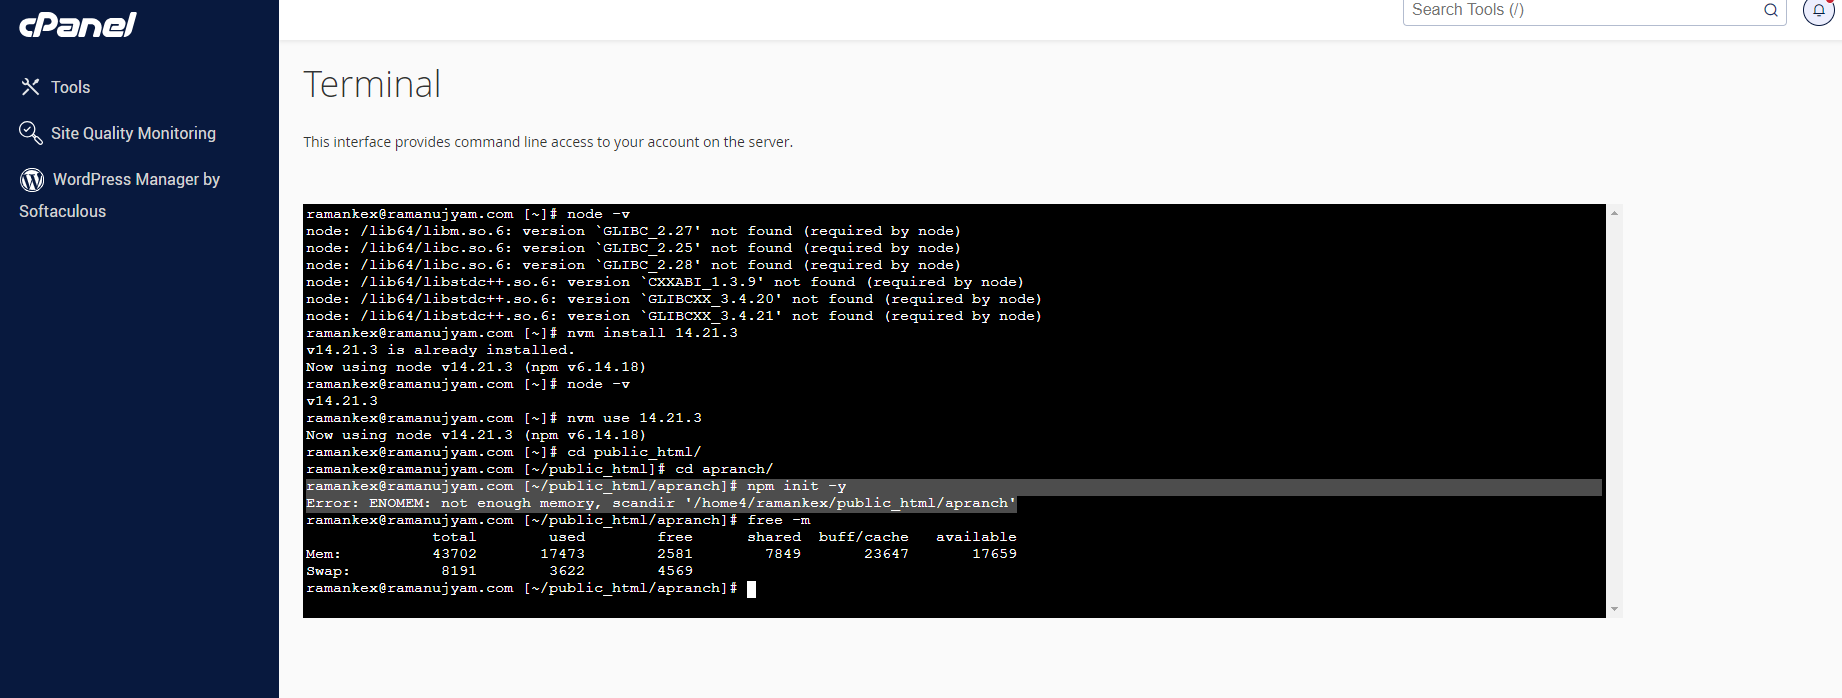 cPanel
Search Tools (/)
Tools
Site Quality Monitoring
WordPress Manager by
Softaculous
Terminal
This interface provides command line access to your account on the server.
ramankex@ramanujyam.com [~]# node -v
node: /lib64/libm.so.6: version `GLIBC_2.27' not found (required by node)
node: /lib64/libc.so.6: version `GLIBC_2.25' not found (required by node)
node: /lib64/libc.so.6: version `GLIBC_2.28' not found (required by node)
node: /lib64/libstdc++.so.6: version `CXXABI_1.3.9' not found (required by node)
node: /lib64/libstdc++.so.6: version `GLIBCXX_3.4.20' not found (required by node)
node: /lib64/libstdc++.so.6: version `GLIBCXX_3.4.21' not found (required by node)
ramankex@ramanujyam.com [~]# nvm install 14.21.3
v14.21.3 is already installed.
Now using node v14.21.3 (npm v6.14.18)
ramankex@ramanujyam.com [~]# node -v
v14.21.3
ramankex@ramanujyam.com [~]# nvm use 14.21.3
Now using node v14.21.3 (npm v6.14.18)
ramankex@ramanujyam.com [~]# cd public_html/
ramankex@ramanujyam.com [~/public_html]# cd apranch/
ramankex@ramanujyam.com [~/public_html/apranch]# npm init -y
Error: ENOMEM: not enough memory, scandir '/home4/ramankex/public_html/apranch'
ramankex@ramanujyam.com [~/public_html/apranch]# free -m
total used free shared buff/cache available
Mem: 43702 17473 2581 7849 23647 17659
Swap: 8191 3622 4569
ramankex@ramanujyam.com [~/public_html/apranch]#